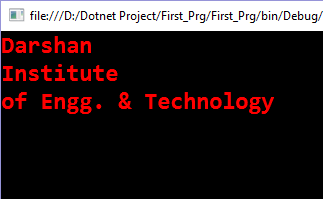 file:///D:/Dotnet Project/First_Prg/First_Prg/bin/Debug/
Darshan
Institute
of Engg. & Technology